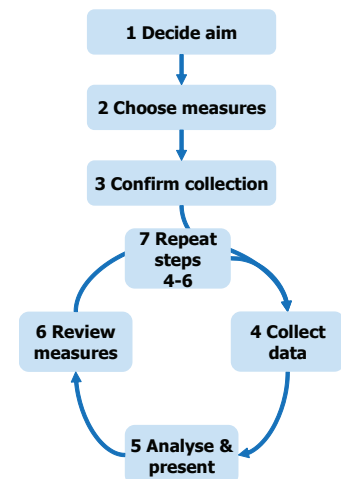 1 Decide aim
2 Choose measures
3 Confirm collection
7 Repeat
steps
4-6
4 Collect
data
5 Analyse &
present
6 Review
measures